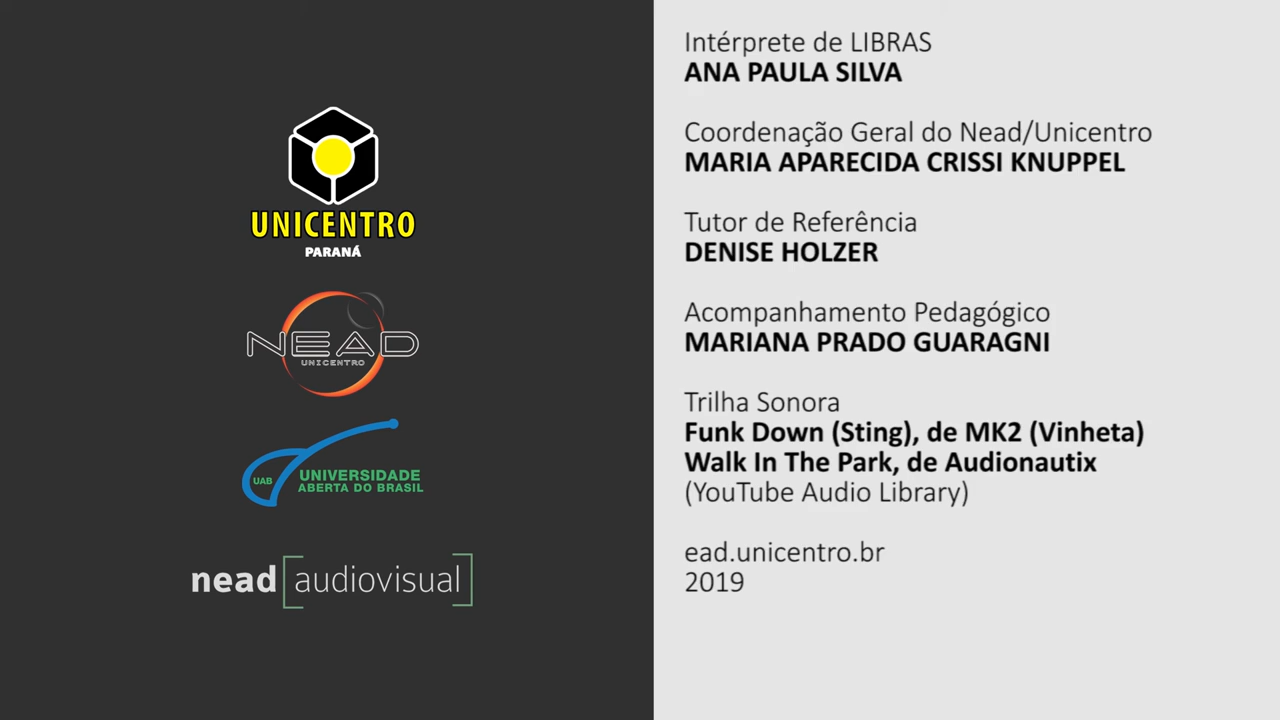 UNICENTRO
PARANÁ
NEAD
UNICENTRO
UAB
UNIVERSIDADE
ABERTA DO BRASIL
nead[audiovisual]
Intérprete de LIBRAS
ANA PAULA SILVA
Coordenação Geral do Nead/Unicentro
MARIA APARECIDA CRISSI KNUPPEL
Tutor de Referência
DENISE HOLZER
Acompanhamento Pedagógico
MARIANA PRADO GUARAGNI
Trilha Sonora
Funk Down (Sting), de MK2 (Vinheta)
Walk In The Park, de Audionautix
(YouTube Audio Library)
ead.unicentro.br
2019